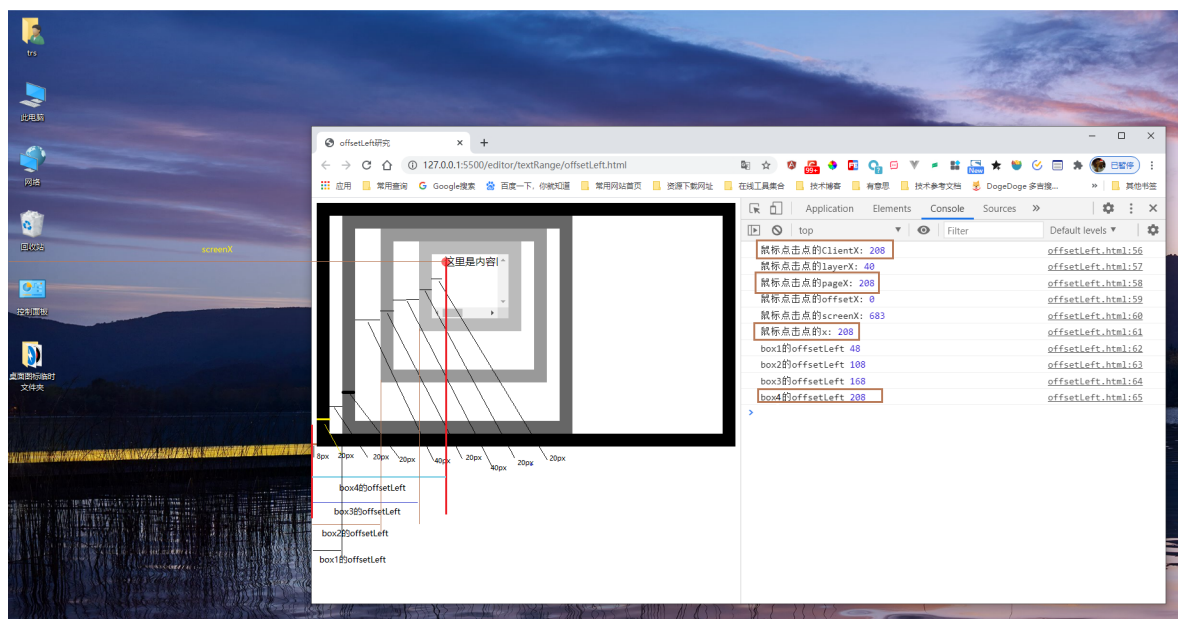 trs
此电脑
网络
回收站
控制面板
桌面图标临时
文件夹
screenX
offsetLeft研究
127.0.0.1:5500/editor/textRange/offsetLeft.html
已暂停
应用
常用查询
Google搜索
百度一下，你就知道
常用网站首页
资源下载网址
在线工具集合
技术博客
有意思
技术参考文档
DogeDoge 多吉搜...
»
其他书签
99+
New
这里是内容
8px
20px
20px
20px
40px
20px
40px
20px
20px
box4的offsetLeft
box3的offsetLeft
box2的offsetLeft
box1的offsetLeft
Application Elements Console Sources »
top Filter Default levels
鼠标点击点的ClientX: 208 offsetLeft.html:56
鼠标点击点的layerX: 40 offsetLeft.html:57
鼠标点击点的pageX: 208 offsetLeft.html:58
鼠标点击点的offsetX: 0 offsetLeft.html:59
鼠标点击点的screenX: 683 offsetLeft.html:60
鼠标点击点的x: 208 offsetLeft.html:61
box1的offsetLeft 48 offsetLeft.html:62
box2的offsetLeft 108 offsetLeft.html:63
box3的offsetLeft 168 offsetLeft.html:64
box4的offsetLeft 208 offsetLeft.html:65